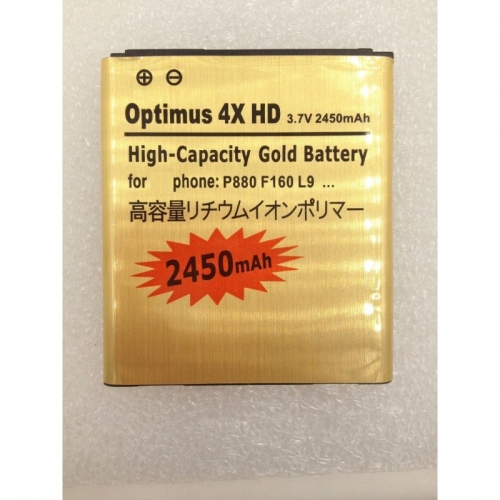 Optimus 4X HD 3.7V 2450mAh
High-Capacity Gold Battery
for phone: P880 F160 L9 ...
高容量リチウムイオンポリマー
2450mAh